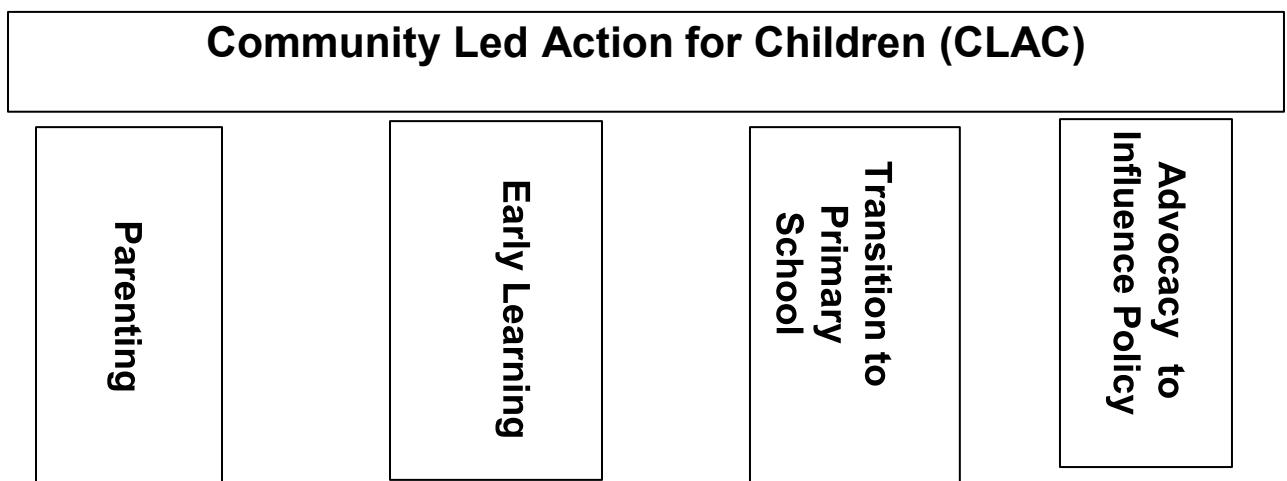 Community Led Action for Children (CLAC)
Parenting
Early Learning
Transition to
Primary
School
Advocacy to
Influence Policy